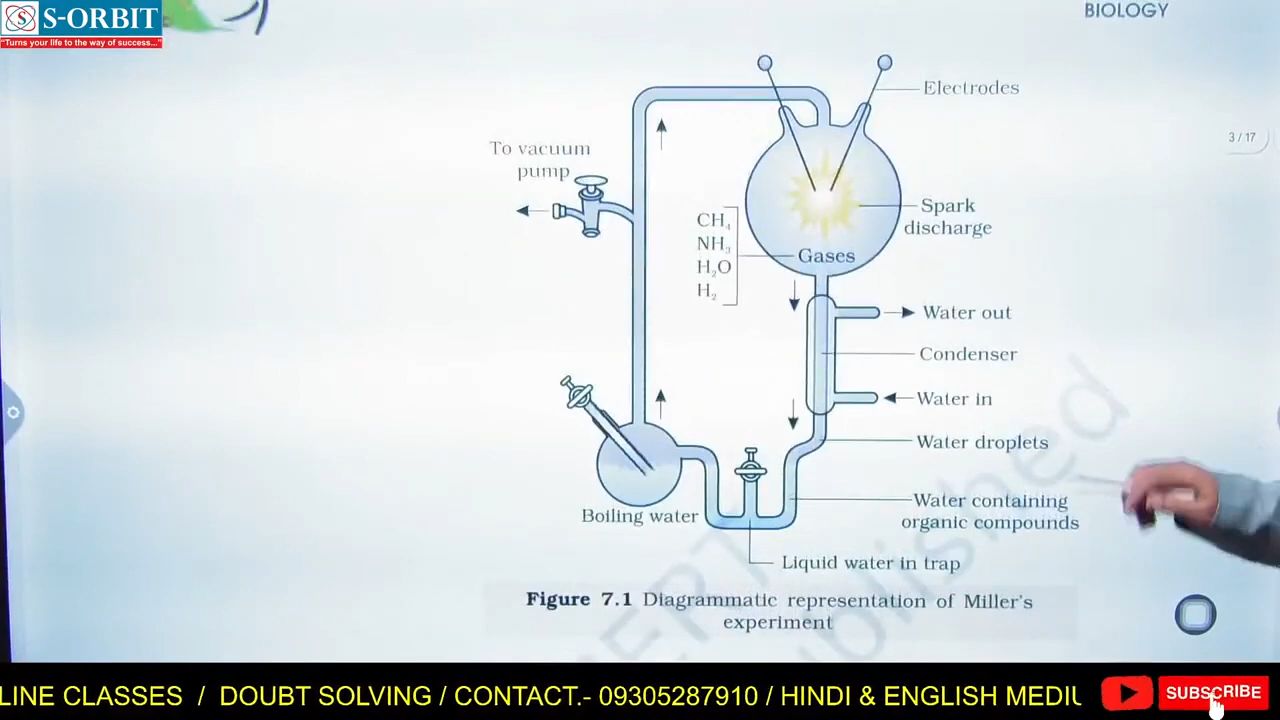 S-ORBIT
"Turns your life to the way of success..."
BIOLOGY
3 / 17
Electrodes
To vacuum
pump
Spark
discharge
CH₄
NH₃
H₂O
H₂
Gases
Water out
Condenser
Water in
Water droplets
Water containing
organic compounds
Boiling water
Liquid water in trap
Figure 7.1 Diagrammatic representation of Miller's
experiment
LINE CLASSES / DOUBT SOLVING / CONTACT.- 09305287910 / HINDI & ENGLISH MEDIU
SUBSCRIBE